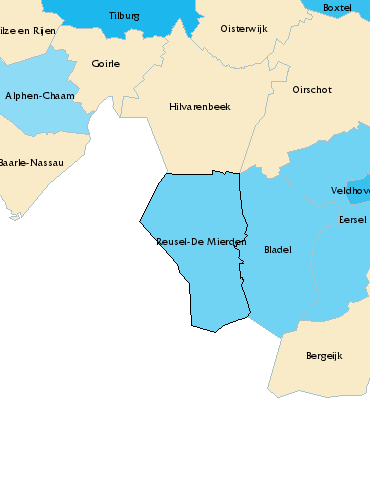 Tilburg
Boxtel
ilze en Rijen
Oisterwijk
Goirle
Oirschot
Alphen-Chaam
Hilvarenbeek
Baarle-Nassau
Veldhove
Eersel
Reusel-De Mierden
Bladel
Bergeijk